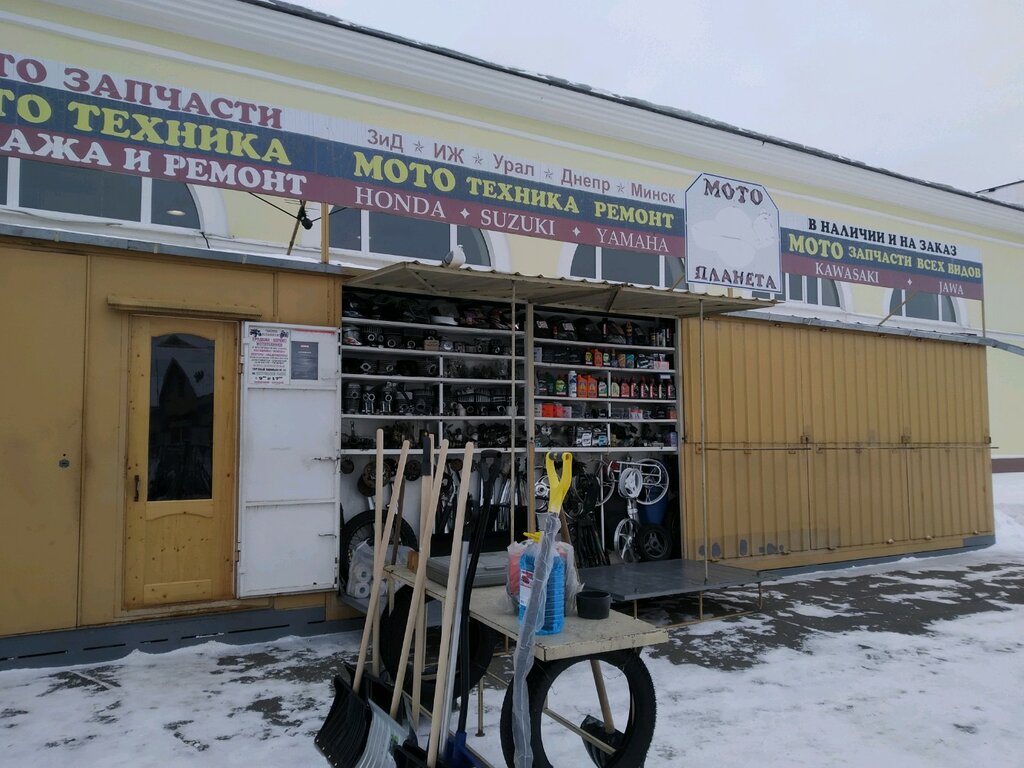 ТО ЗАПЧАСТИ
ТО ТЕХНИКА
АЖА И РЕМОНТ
ЗиД ☆ ИЖ ☆ Урал ☆ Днепр ☆ Минск
МОТО ТЕХНИКА РЕМОНТ
HONDA ✦ SUZUKI ✦ YAMAHA
МОТО
ПЛАНЕТА
В НАЛИЧИИ И НА ЗАКАЗ
МОТО ЗАПЧАСТИ ВСЕХ ВИДОВ
KAWASAKI ✦ JAWA